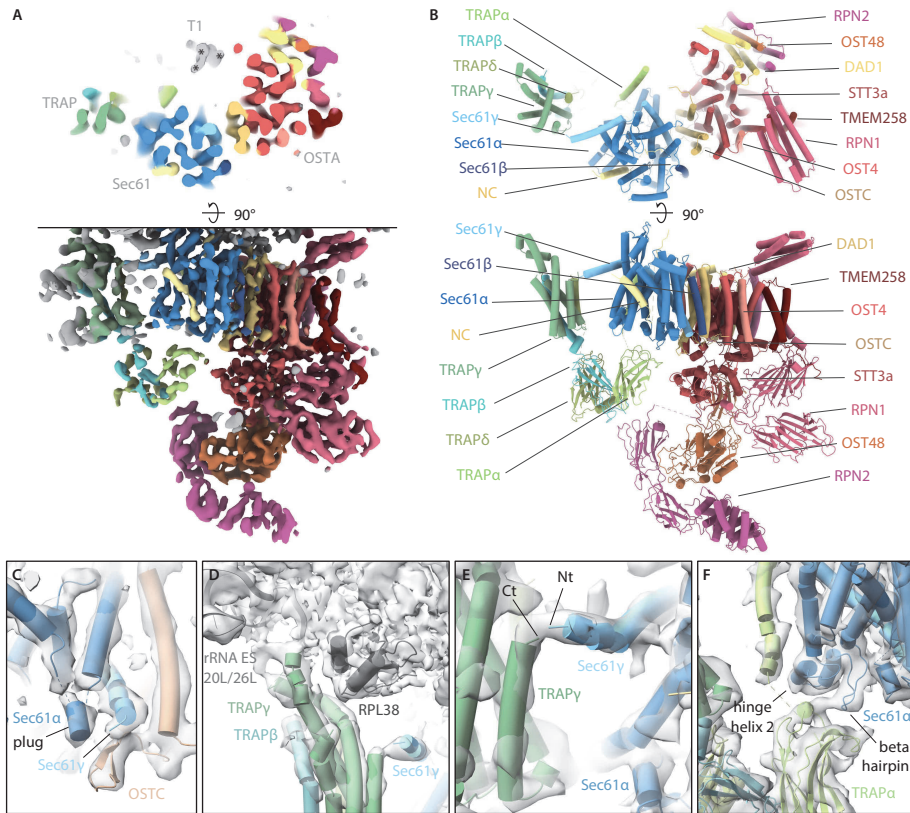 A
T1
*
*
*
TRAP
Sec61
OSTA
90°
B
TRAPα
TRAPβ
TRAPδ
TRAPγ
Sec61γ
Sec61α
Sec61β
NC
RPN2
OST48
DAD1
STT3a
TMEM258
RPN1
OST4
OSTC
90°
Sec61γ
Sec61β
Sec61α
NC
TRAPγ
TRAPβ
TRAPδ
TRAPα
DAD1
TMEM258
OST4
OSTC
STT3a
RPN1
OST48
RPN2
C
Sec61α
plug
Sec61γ
OSTC
D
rRNA ES
20L/26L
TRAPγ
TRAPβ
RPL38
Sec61γ
E
Ct
Nt
Sec61γ
TRAPγ
Sec61α
F
hinge
helix 2
Sec61α
beta
hairpin
TRAPα